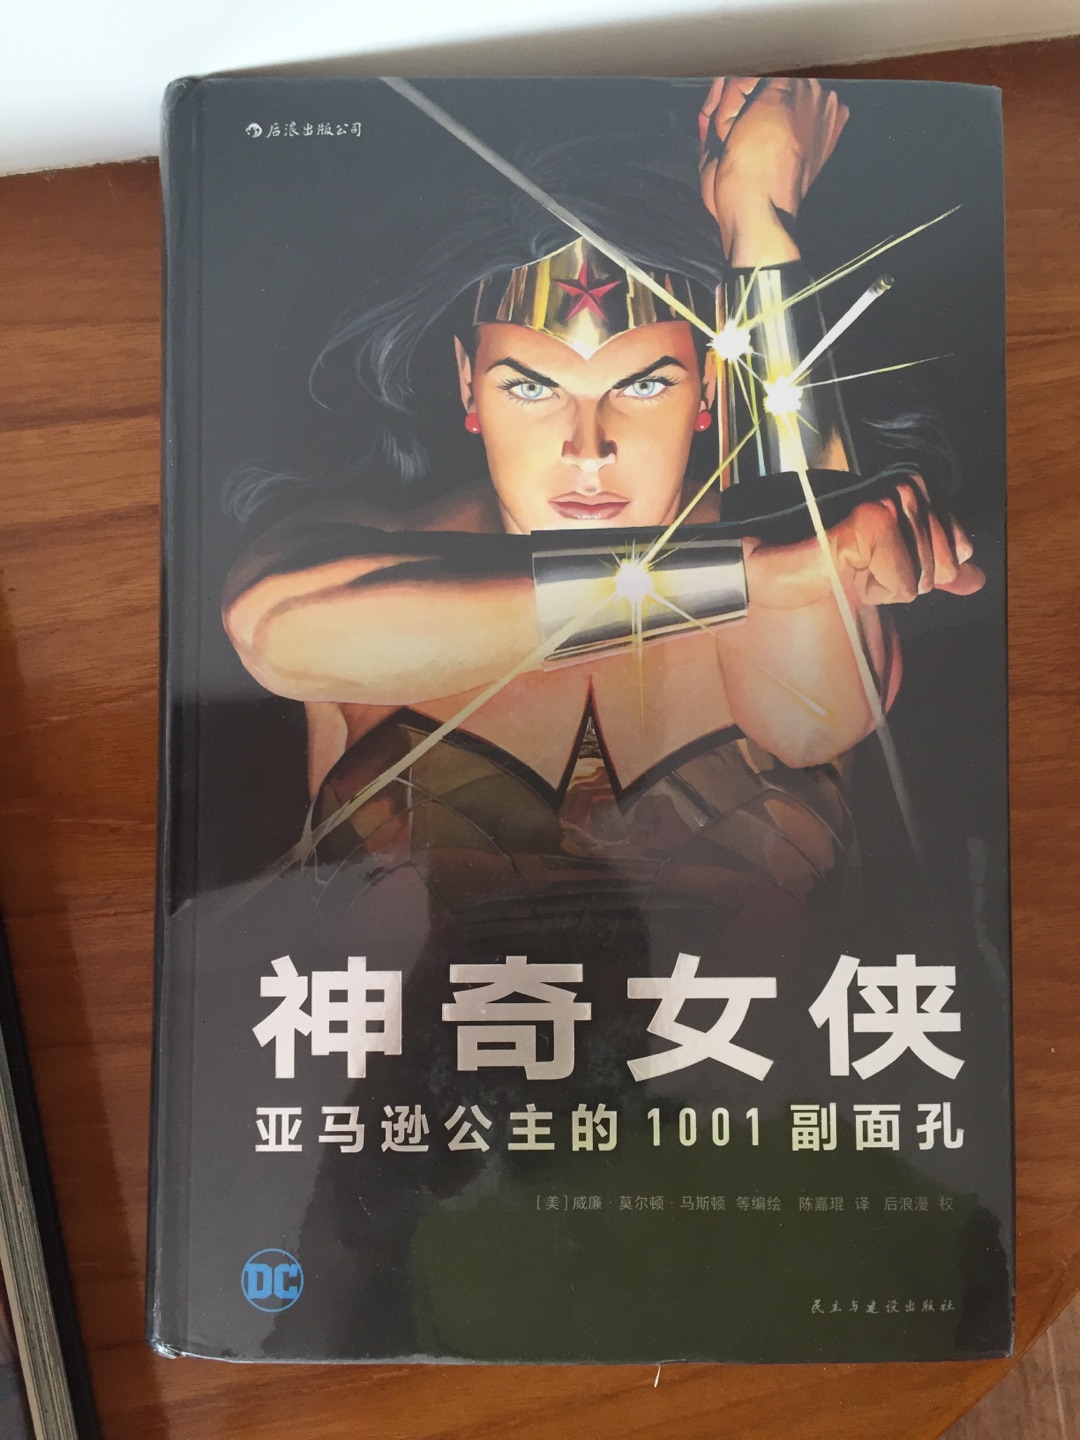 后浪出版公司
神奇女侠
亚马逊公主的1001副面孔
[美]威廉·莫尔顿·马斯顿 等编绘 陈嘉琨 译 后浪漫 校
DC
民主与建设出版社